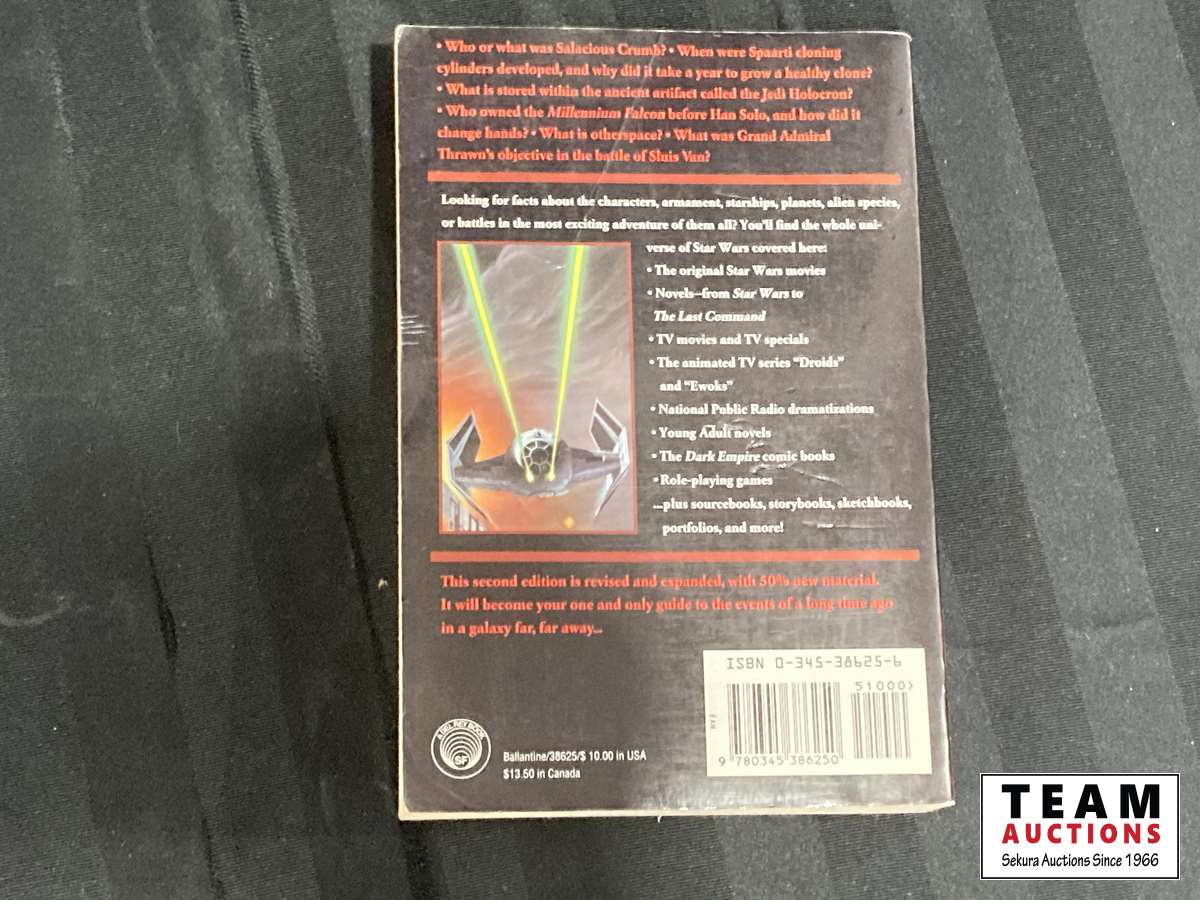 • Who or what was Salacious Crumb? • When were Spaarti cloning
cylinders developed, and why did it take a year to grow a healthy clone?
• What is stored within the ancient artifact called the Jedi Holocron?
• Who owned the Millennium Falcon before Han Solo, and how did it
change hands? • What is otherspace? • What was Grand Admiral
Thrawn's objective in the battle of Sluis Van?
Looking for facts about the characters, armament, starships, planets, alien species,
or battles in the most exciting adventure of them all? You'll find the whole uni-
verse of Star Wars covered here:
• The original Star Wars movies
• Novels—from Star Wars to
The Last Command
• TV movies and TV specials
• The animated TV series "Droids"
and "Ewoks"
• National Public Radio dramatizations
• Young Adult novels
• The Dark Empire comic books
• Role-playing games
...plus sourcebooks, storybooks, sketchbooks,
portfolios, and more!
This second edition is revised and expanded, with 50% new material.
It will become your one and only guide to the events of a long time ago
in a galaxy far, far away...
ISBN 0-345-38625-6
51000>
9 780345 386250
A DEL REY BOOK
SF
Ballantine/38625/$ 10.00 in USA
$13.50 in Canada
TEAM
AUCTIONS
Sekura Auctions Since 1966